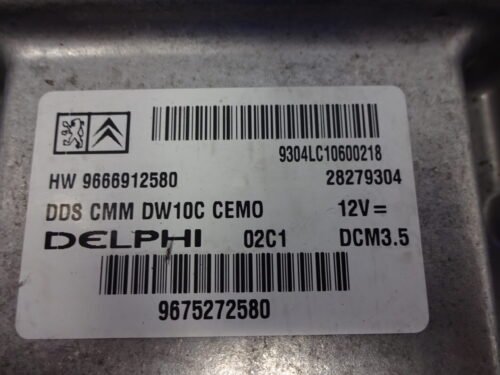 9304LC10600218
HW 9666912580 28279304
DDS CMM DW10C CEMO 12V=
DELPHI 02C1 DCM3.5
9675272580